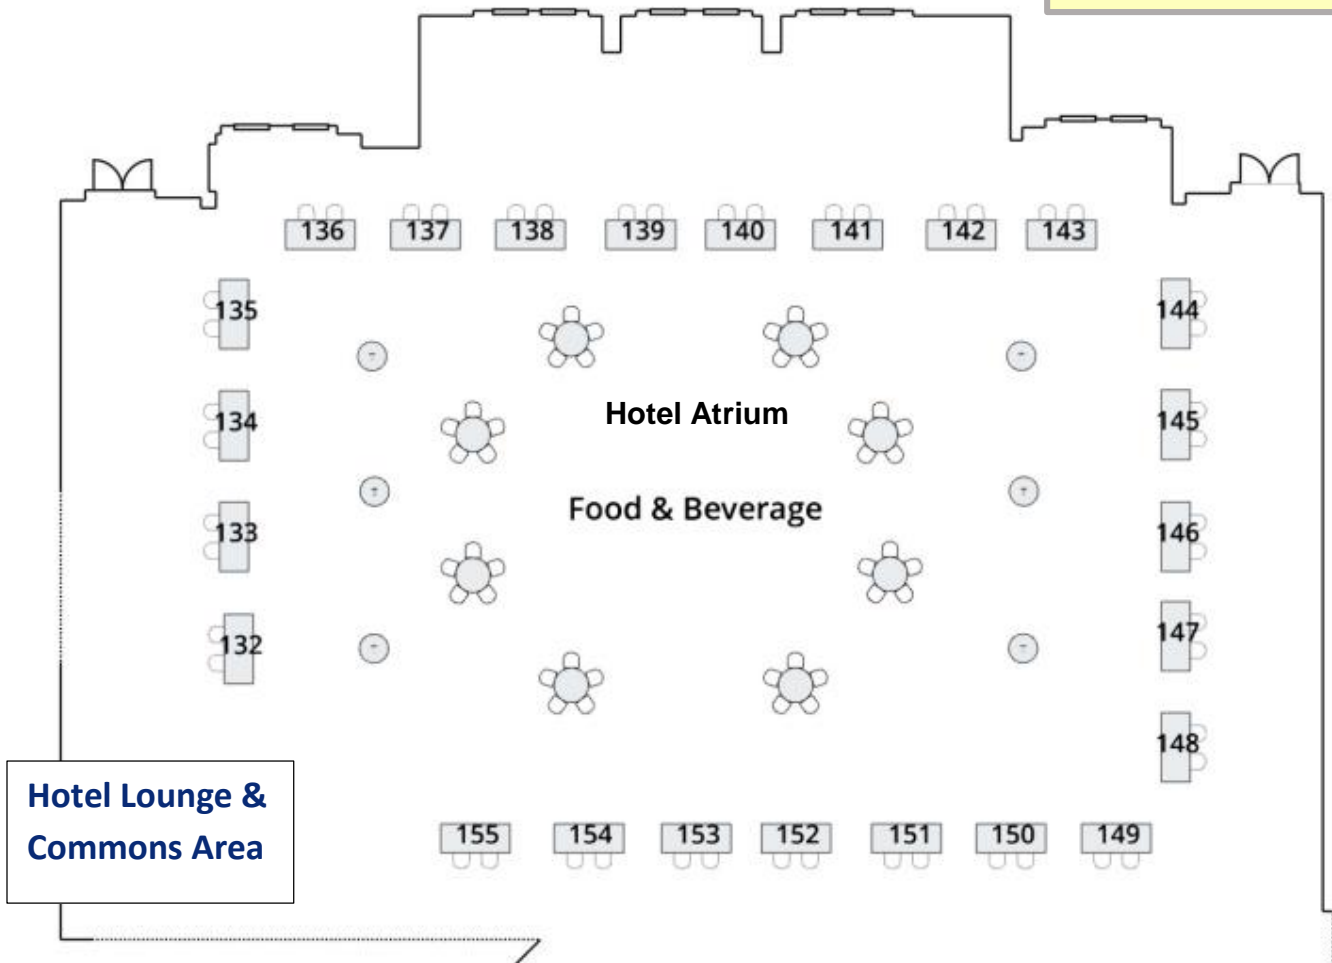 136 137 138 139 140 141 142 143
135 144
Hotel Atrium
134 145
Food & Beverage
133 146
132 147
148
Hotel Lounge &
Commons Area
155 154 153 152 151 150 149